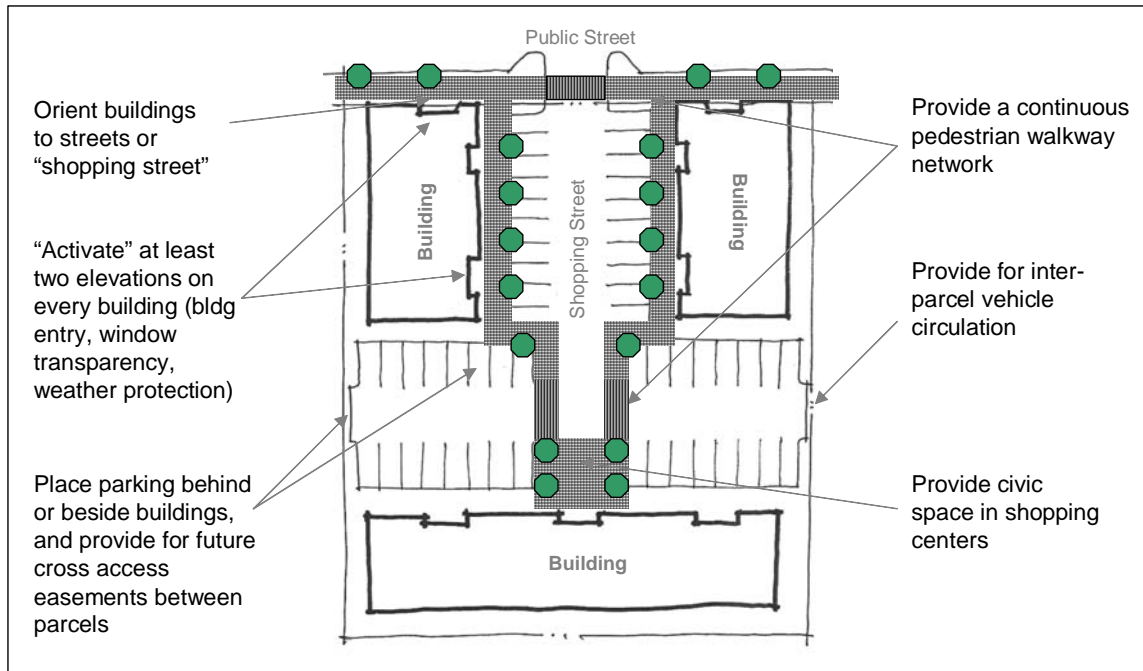 Public Street
Orient buildings
to streets or
“shopping street”
“Activate” at least
two elevations on
every building (bldg
entry, window
transparency,
weather protection)
Place parking behind
or beside buildings,
and provide for future
cross access
easements between
parcels
Building
Shopping Street
Building
Building
Provide a continuous
pedestrian walkway
network
Provide for inter-
parcel vehicle
circulation
Provide civic
space in shopping
centers